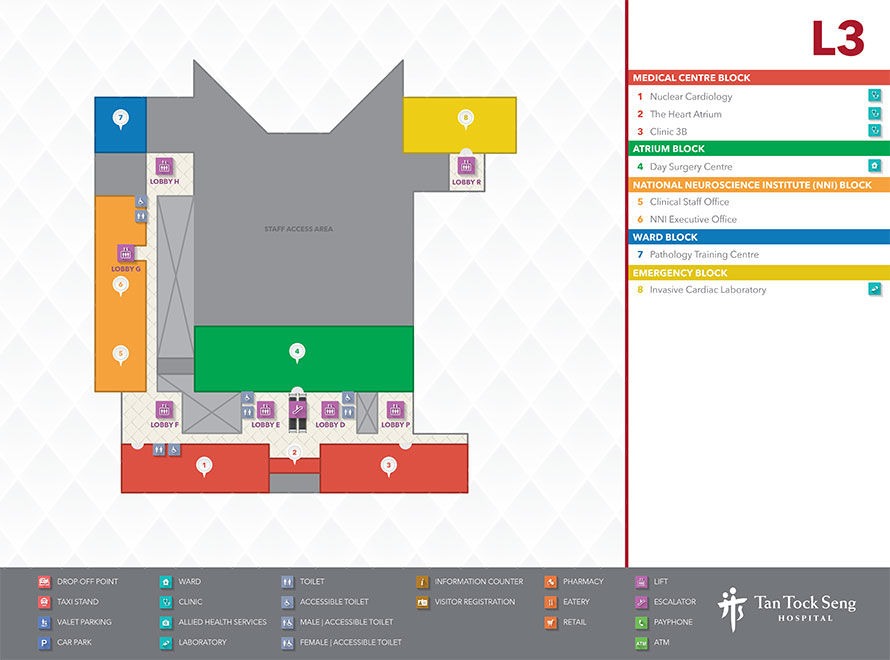 L3
MEDICAL CENTRE BLOCK
1 Nuclear Cardiology
2 The Heart Atrium
3 Clinic 3B
ATRIUM BLOCK
4 Day Surgery Centre
NATIONAL NEUROSCIENCE INSTITUTE (NNI) BLOCK
5 Clinical Staff Office
6 NNI Executive Office
WARD BLOCK
7 Pathology Training Centre
EMERGENCY BLOCK
8 Invasive Cardiac Laboratory
7
8
LOBBY H
LOBBY R
STAFF ACCESS AREA
LOBBY G
6
5
4
LOBBY F
LOBBY E
LOBBY D
LOBBY P
1
2
3
DROP-OFF POINT
TAXI STAND
VALET PARKING
P CAR PARK
WARD
CLINIC
ALLIED HEALTH SERVICES
LABORATORY
TOILET
ACCESSIBLE TOILET
MALE | ACCESSIBLE TOILET
FEMALE | ACCESSIBLE TOILET
i INFORMATION COUNTER
VISITOR REGISTRATION
PHARMACY
EATERY
RETAIL
LIFT
ESCALATOR
PAYPHONE
ATM ATM
Tan Tock Seng
HOSPITAL